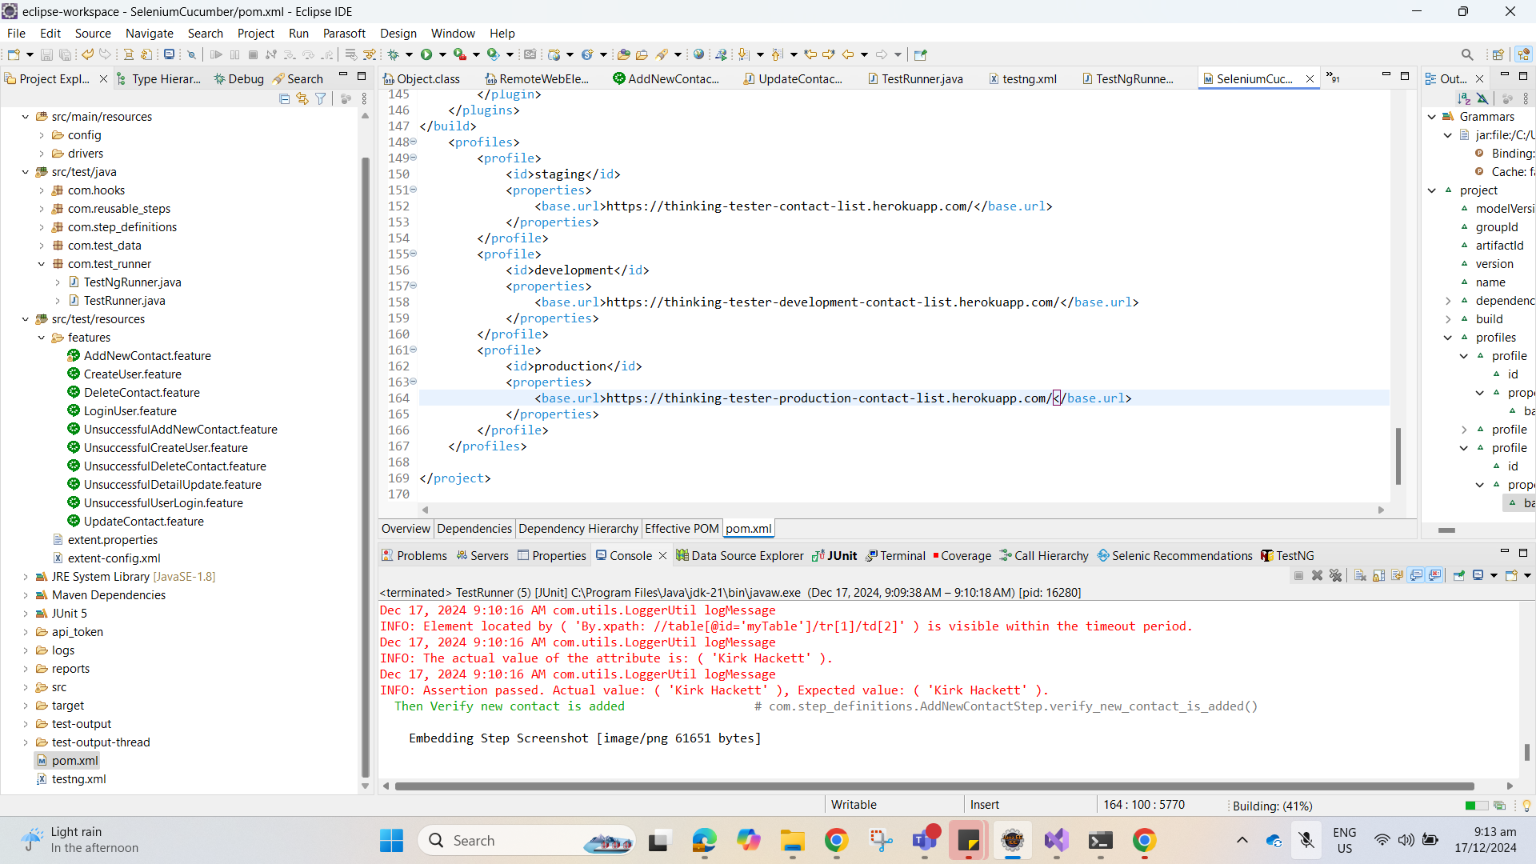 eclipse-workspace - SeleniumCucumber/pom.xml - Eclipse IDE
File Edit Source Navigate Search Project Run Parasoft Design Window Help
Project Expl... Type Hierar... Debug Search
src/main/resources
config
drivers
src/test/java
com.hooks
com.reusable_steps
com.step_definitions
com.test_data
com.test_runner
TestNgRunner.java
TestRunner.java
src/test/resources
features
AddNewContact.feature
CreateUser.feature
DeleteContact.feature
LoginUser.feature
UnsuccessfulAddNewContact.feature
UnsuccessfulCreateUser.feature
UnsuccessfulDeleteContact.feature
UnsuccessfulDetailUpdate.feature
UnsuccessfulUserLogin.feature
UpdateContact.feature
extent.properties
extent-config.xml
JRE System Library [JavaSE-1.8]
Maven Dependencies
JUnit 5
api_token
logs
reports
src
target
test-output
test-output-thread
pom.xml
testng.xml
Object.class RemoteWebEle... AddNewContac... UpdateContac... TestRunner.java testng.xml TestNgRunne... SeleniumCuc... »91
145 </plugin>
146 </plugins>
147 </build>
148 <profiles>
149 <profile>
150 <id>staging</id>
151 <properties>
152 <base.url>https://thinking-tester-contact-list.herokuapp.com/</base.url>
153 </properties>
154 </profile>
155 <profile>
156 <id>development</id>
157 <properties>
158 <base.url>https://thinking-tester-development-contact-list.herokuapp.com/</base.url>
159 </properties>
160 </profile>
161 <profile>
162 <id>production</id>
163 <properties>
164 <base.url>https://thinking-tester-production-contact-list.herokuapp.com/</base.url>
165 </properties>
166 </profile>
167 </profiles>
168
169 </project>
170
Overview Dependencies Dependency Hierarchy Effective POM pom.xml
Out...
Grammars
jar:file:/C:/U
Binding:
Cache: fa
project
modelVersi
groupId
artifactId
version
name
dependenc
build
profiles
profile
id
prope
ba
profile
profile
id
prope
ba
Problems Servers Properties Console Data Source Explorer JUnit Terminal Coverage Call Hierarchy Selenic Recommendations TestNG
<terminated> TestRunner (5) [JUnit] C:\Program Files\Java\jdk-21\bin\javaw.exe (Dec 17, 2024, 9:09:38 AM – 9:10:18 AM) [pid: 16280]
Dec 17, 2024 9:10:16 AM com.utils.LoggerUtil logMessage
INFO: Element located by ( 'By.xpath: //table[@id='myTable']/tr[1]/td[2]' ) is visible within the timeout period.
Dec 17, 2024 9:10:16 AM com.utils.LoggerUtil logMessage
INFO: The actual value of the attribute is: ( 'Kirk Hackett' ).
Dec 17, 2024 9:10:16 AM com.utils.LoggerUtil logMessage
INFO: Assertion passed. Actual value: ( 'Kirk Hackett' ), Expected value: ( 'Kirk Hackett' ).
Then Verify new contact is added # com.step_definitions.AddNewContactStep.verify_new_contact_is_added()
Embedding Step Screenshot [image/png 61651 bytes]
Writable Insert 164 : 100 : 5770 Building: (41%)
Light rain
In the afternoon
Search
ENG
US
9:13 am
17/12/2024